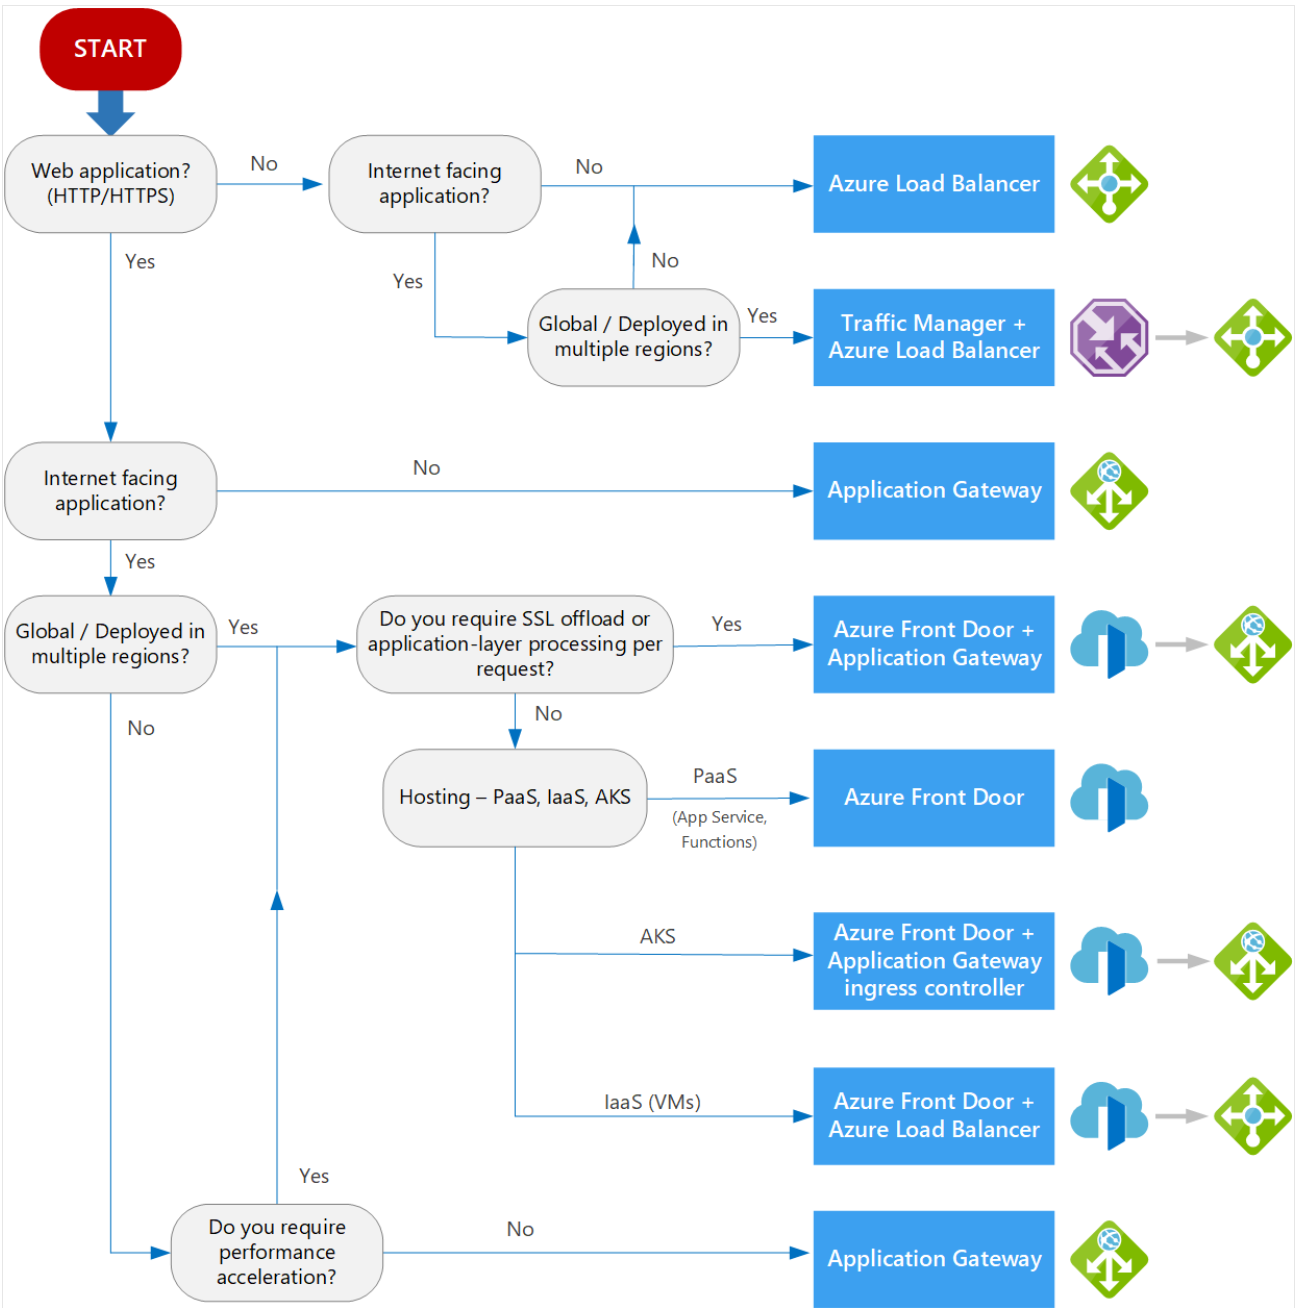 START
Web application?
(HTTP/HTTPS)
No
Internet facing
application?
No
Azure Load Balancer
Yes
Yes
No
Global / Deployed in
multiple regions?
Yes
Traffic Manager +
Azure Load Balancer
Internet facing
application?
No
Application Gateway
Yes
Global / Deployed in
multiple regions?
Yes
Do you require SSL offload or
application-layer processing per
request?
Yes
Azure Front Door +
Application Gateway
No
No
Hosting – PaaS, IaaS, AKS
PaaS
(App Service,
Functions)
Azure Front Door
AKS
Azure Front Door +
Application Gateway
ingress controller
IaaS (VMs)
Azure Front Door +
Azure Load Balancer
Yes
Do you require
performance
acceleration?
No
Application Gateway